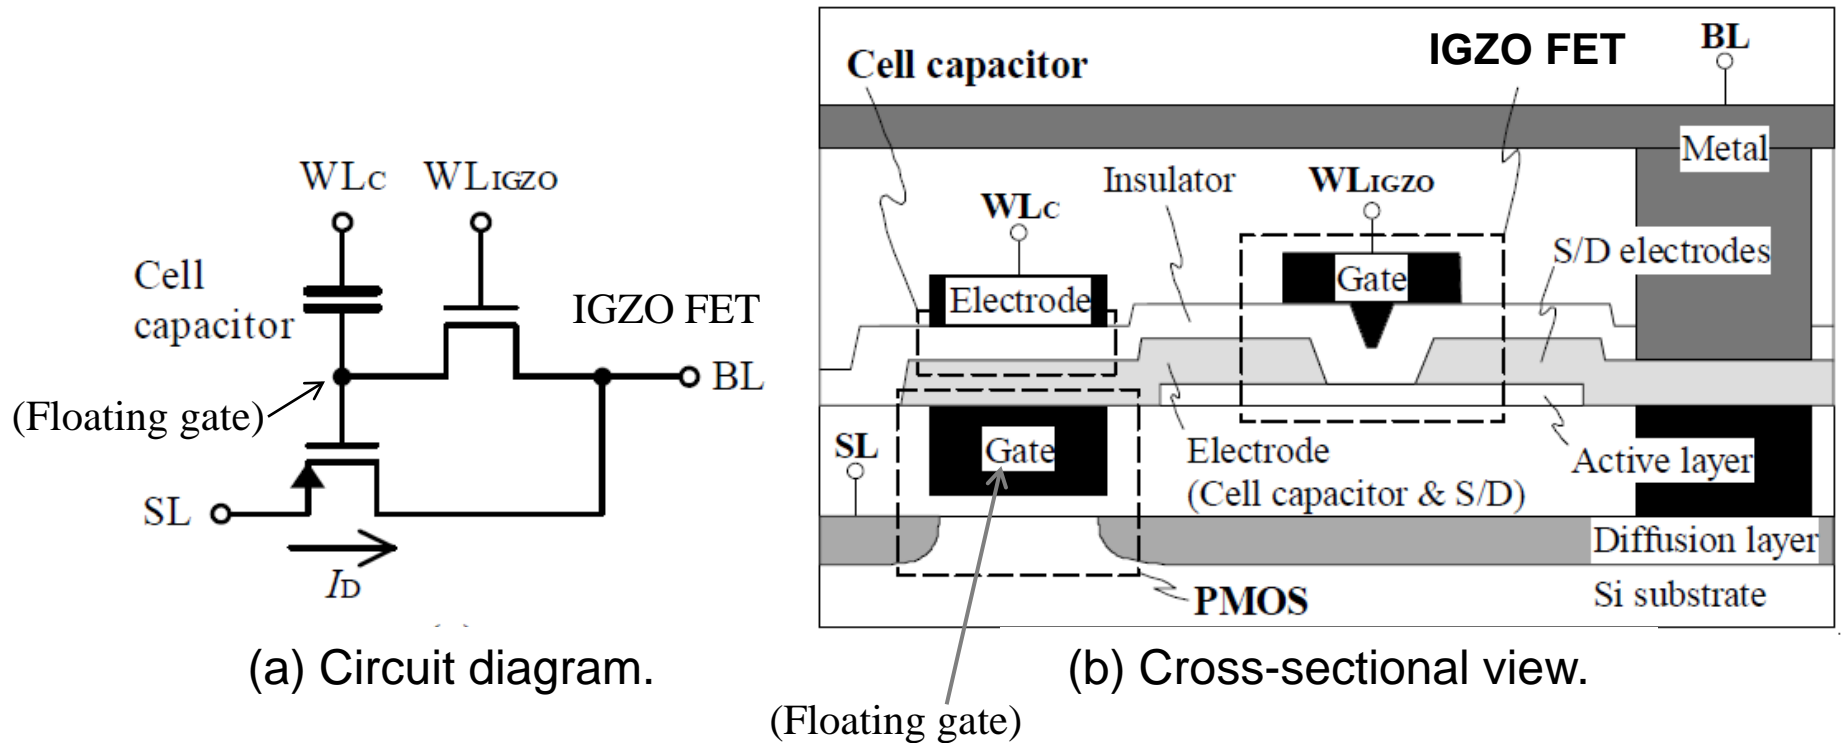 WLC WLIGZO
Cell
capacitor
IGZO FET
BL
(Floating gate)
SL
ID
(a) Circuit diagram.
Cell capacitor
IGZO FET
BL
Metal
Insulator
WLIGZO
WLC
S/D electrodes
Gate
Electrode
SL
Gate
Electrode
(Cell capacitor & S/D)
Active layer
Diffusion layer
PMOS
Si substrate
(b) Cross-sectional view.
(Floating gate)